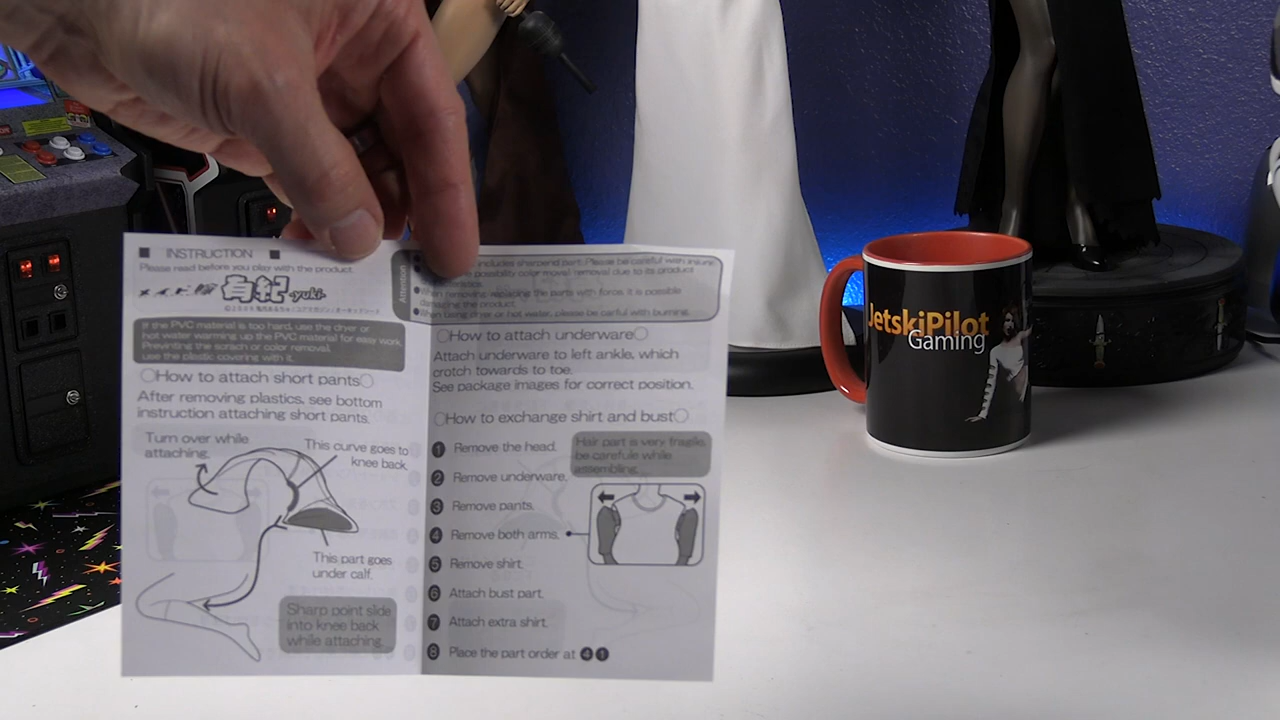 ■ INSTRUCTION ■
Please read before you play with the product.
有紀 -yuki-
If the PVC material is too hard, use the dryer or
hot water warming up the PVC material for easy work.
Previnting the scratch or color removal,
use the plastic covering with it.
○How to attach short pants○
After removing plastics, see bottom
instruction attaching short pants.
Turn over while
attaching.
This curve goes to
knee back.
This part goes
under calf.
Sharp point slide
into knee back
while attaching.
Attention
includes sharpend part. Please be careful with
possibility color moval removal due to its product
●When removing, replacing the parts with force, it is possible
damaging the product.
●When using dryer or hot water, please be carful with burning.
○How to attach underware○
Attach underware to left ankle, which
crotch towards to toe.
See package images for correct position.
○How to exchange shirt and bust○
1 Remove the head.
2 Remove underware.
3 Remove pants.
4 Remove both arms.
5 Remove shirt.
6 Attach bust part.
7 Attach extra shirt.
8 Place the part order at 4 1
Hair part is very fragile,
be carefule while
assembling.
JetskiPilot
Gaming